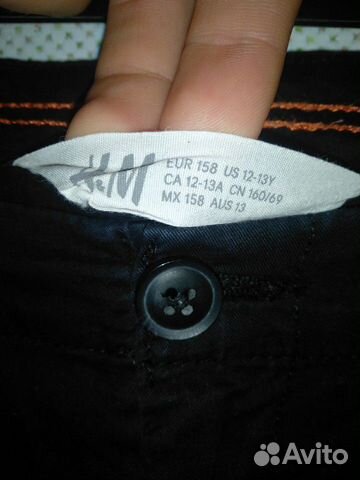 H&M
EUR 158 US 12-13Y
CA 12-13A CN 160/69
MX 158 AUS 13
Avito